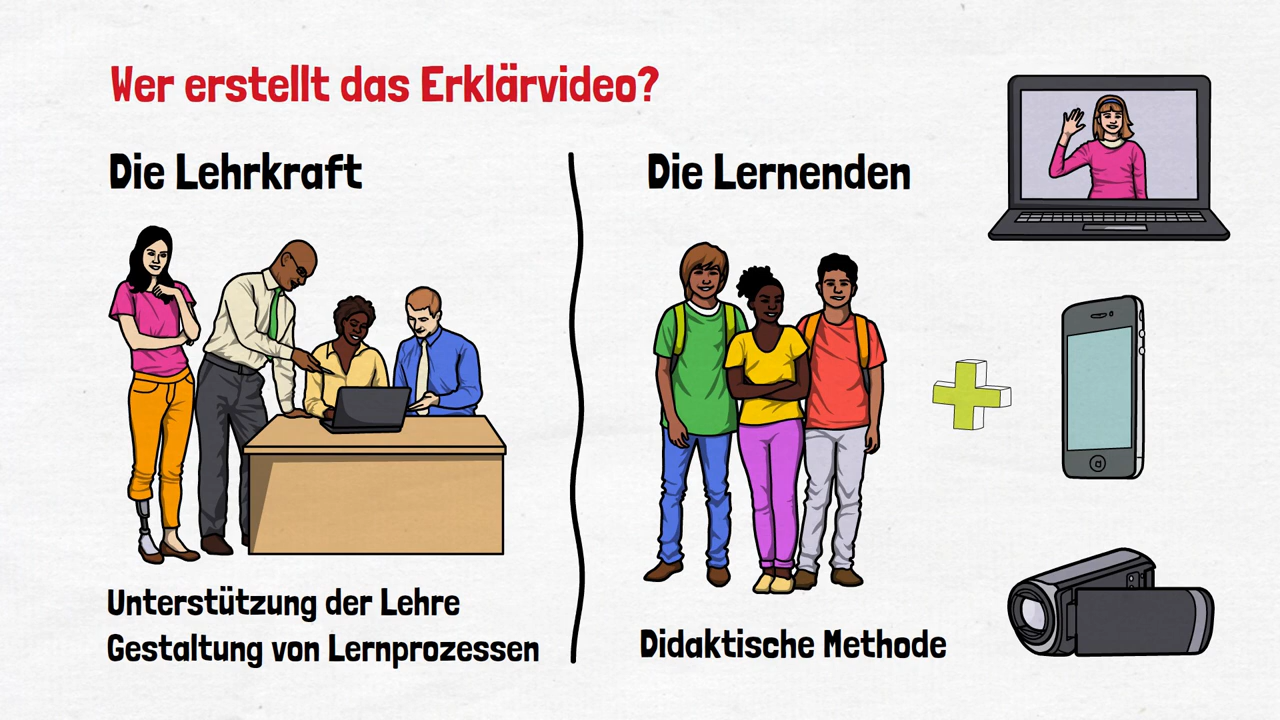 Wer erstellt das Erklärvideo?
Die Lehrkraft
Unterstützung der Lehre
Gestaltung von Lernprozessen
Die Lernenden
Didaktische Methode